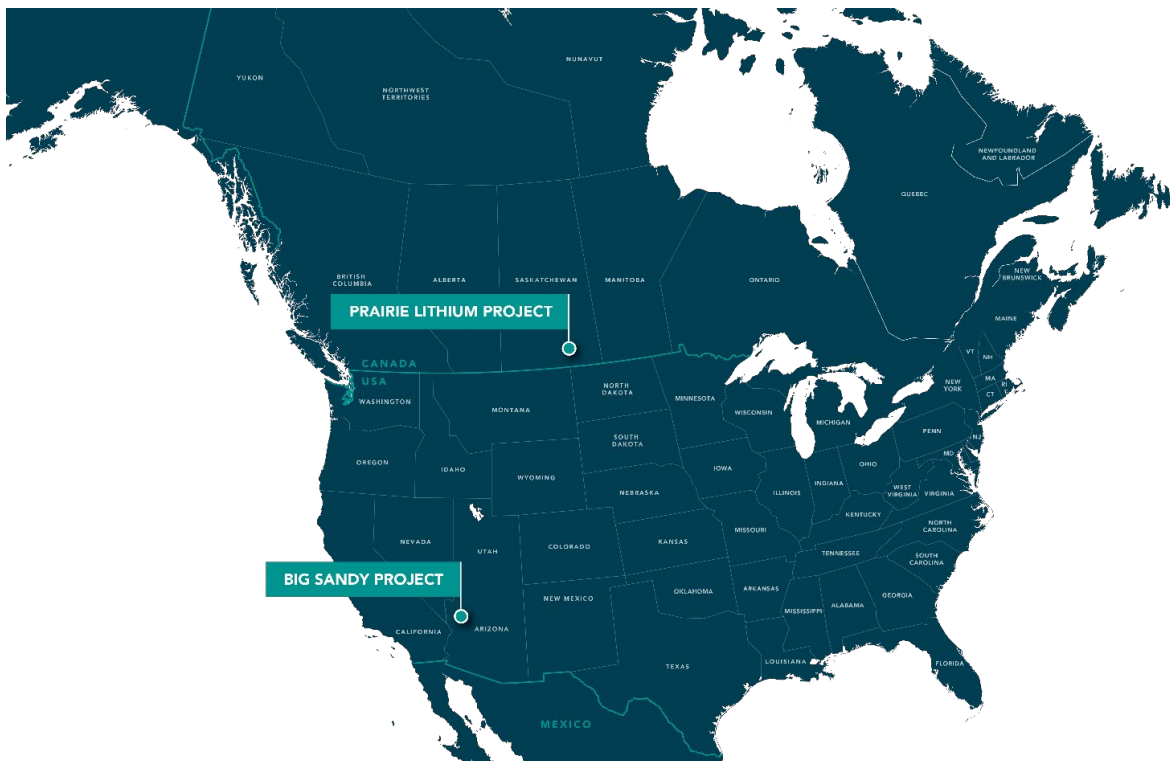 NUNAVUT
YUKON
NORTHWEST
TERRITORIES
NEWFOUNDLAND
AND LABRADOR
QUEBEC
BRITISH
COLUMBIA
ALBERTA
SASKATCHEWAN
MANITOBA
ONTARIO
NEW
BRUNSWICK
PRAIRIE LITHIUM PROJECT
MAINE
CANADA
USA
VT
NH
MA
RI
CT
NEW
YORK
WASHINGTON
MONTANA
NORTH
DAKOTA
MINNESOTA
WISCONSIN
MICHIGAN
PENN
NJ
MD
OREGON
IDAHO
WYOMING
SOUTH
DAKOTA
IOWA
NEBRASKA
ILLINOIS
INDIANA
OHIO
WEST
VIRGINIA
VIRGINIA
KENTUCKY
NEVADA
UTAH
COLORADO
KANSAS
MISSOURI
NORTH
CAROLINA
TENNESSEE
SOUTH
CAROLINA
BIG SANDY PROJECT
CALIFORNIA
ARIZONA
NEW MEXICO
OKLAHOMA
ARKANSAS
MISSISSIPPI
ALABAMA
GEORGIA
TEXAS
LOUISIANA
FLORIDA
MEXICO